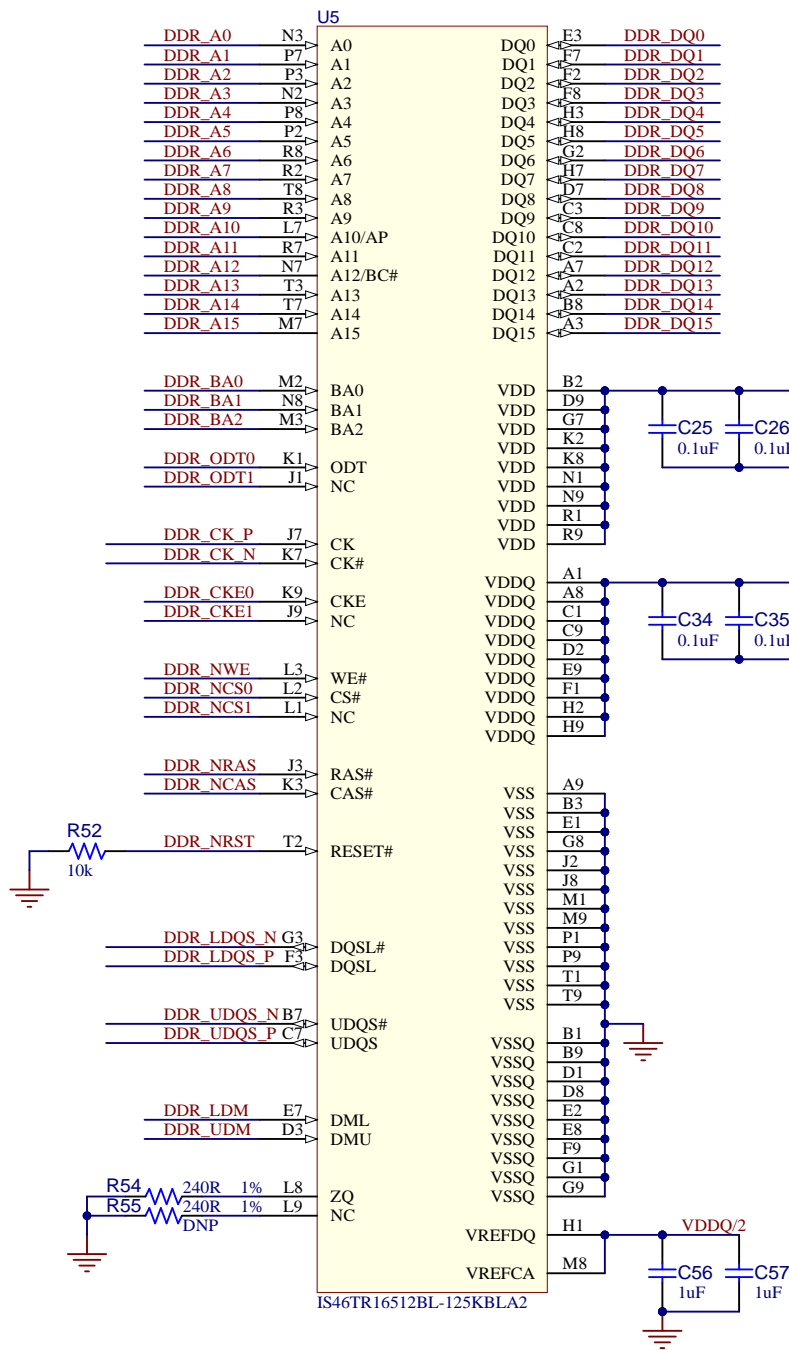 U5
DDR_A0 N3 A0 DQ0 E3 DDR_DQ0
DDR_A1 P7 A1 DQ1 F7 DDR_DQ1
DDR_A2 P3 A2 DQ2 F2 DDR_DQ2
DDR_A3 N2 A3 DQ3 F8 DDR_DQ3
DDR_A4 P8 A4 DQ4 H3 DDR_DQ4
DDR_A5 P2 A5 DQ5 H8 DDR_DQ5
DDR_A6 R8 A6 DQ6 G2 DDR_DQ6
DDR_A7 R2 A7 DQ7 H7 DDR_DQ7
DDR_A8 T8 A8 DQ8 D7 DDR_DQ8
DDR_A9 R3 A9 DQ9 C3 DDR_DQ9
DDR_A10 L7 A10/AP DQ10 C8 DDR_DQ10
DDR_A11 R7 A11 DQ11 C2 DDR_DQ11
DDR_A12 N7 A12/BC# DQ12 A7 DDR_DQ12
DDR_A13 T3 A13 DQ13 A2 DDR_DQ13
DDR_A14 T7 A14 DQ14 B8 DDR_DQ14
DDR_A15 M7 A15 DQ15 A3 DDR_DQ15
DDR_BA0 M2 BA0 VDD B2
DDR_BA1 N8 BA1 VDD D9
DDR_BA2 M3 BA2 VDD G7 C25 C26
VDD K2 0.1uF 0.1uF
DDR_ODT0 K1 ODT VDD K8
DDR_ODT1 J1 NC VDD N1
VDD N9
VDD R1
DDR_CK_P J7 CK VDD R9
DDR_CK_N K7 CK#
VDDQ A1
DDR_CKE0 K9 CKE VDDQ A8
DDR_CKE1 J9 NC VDDQ C1 C34 C35
VDDQ C9 0.1uF 0.1uF
VDDQ D2
DDR_NWE L3 WE# VDDQ E9
DDR_NCS0 L2 CS# VDDQ F1
DDR_NCS1 L1 NC VDDQ H2
VDDQ H9
DDR_NRAS J3 RAS#
DDR_NCAS K3 CAS# VSS A9
VSS B3
VSS E1
R52 10k DDR_NRST T2 RESET# VSS G8
VSS J2
VSS J8
VSS M1
VSS M9
DDR_LDQS_N G3 DQSL# VSS P1
DDR_LDQS_P F3 DQSL VSS P9
VSS T1
VSS T9
DDR_UDQS_N B7 UDQS#
DDR_UDQS_P C7 UDQS VSSQ B1
VSSQ B9
VSSQ D1
VSSQ D8
DDR_LDM E7 DML VSSQ E2
DDR_UDM D3 DMU VSSQ E8
VSSQ F9
VSSQ G1
R54 240R 1% L8 ZQ VSSQ G9
R55 240R 1% L9 NC
DNP
VREFDQ H1 VDDQ/2
VREFCA M8 C56 C57
1uF 1uF
IS46TR16512BL-125KBLA2